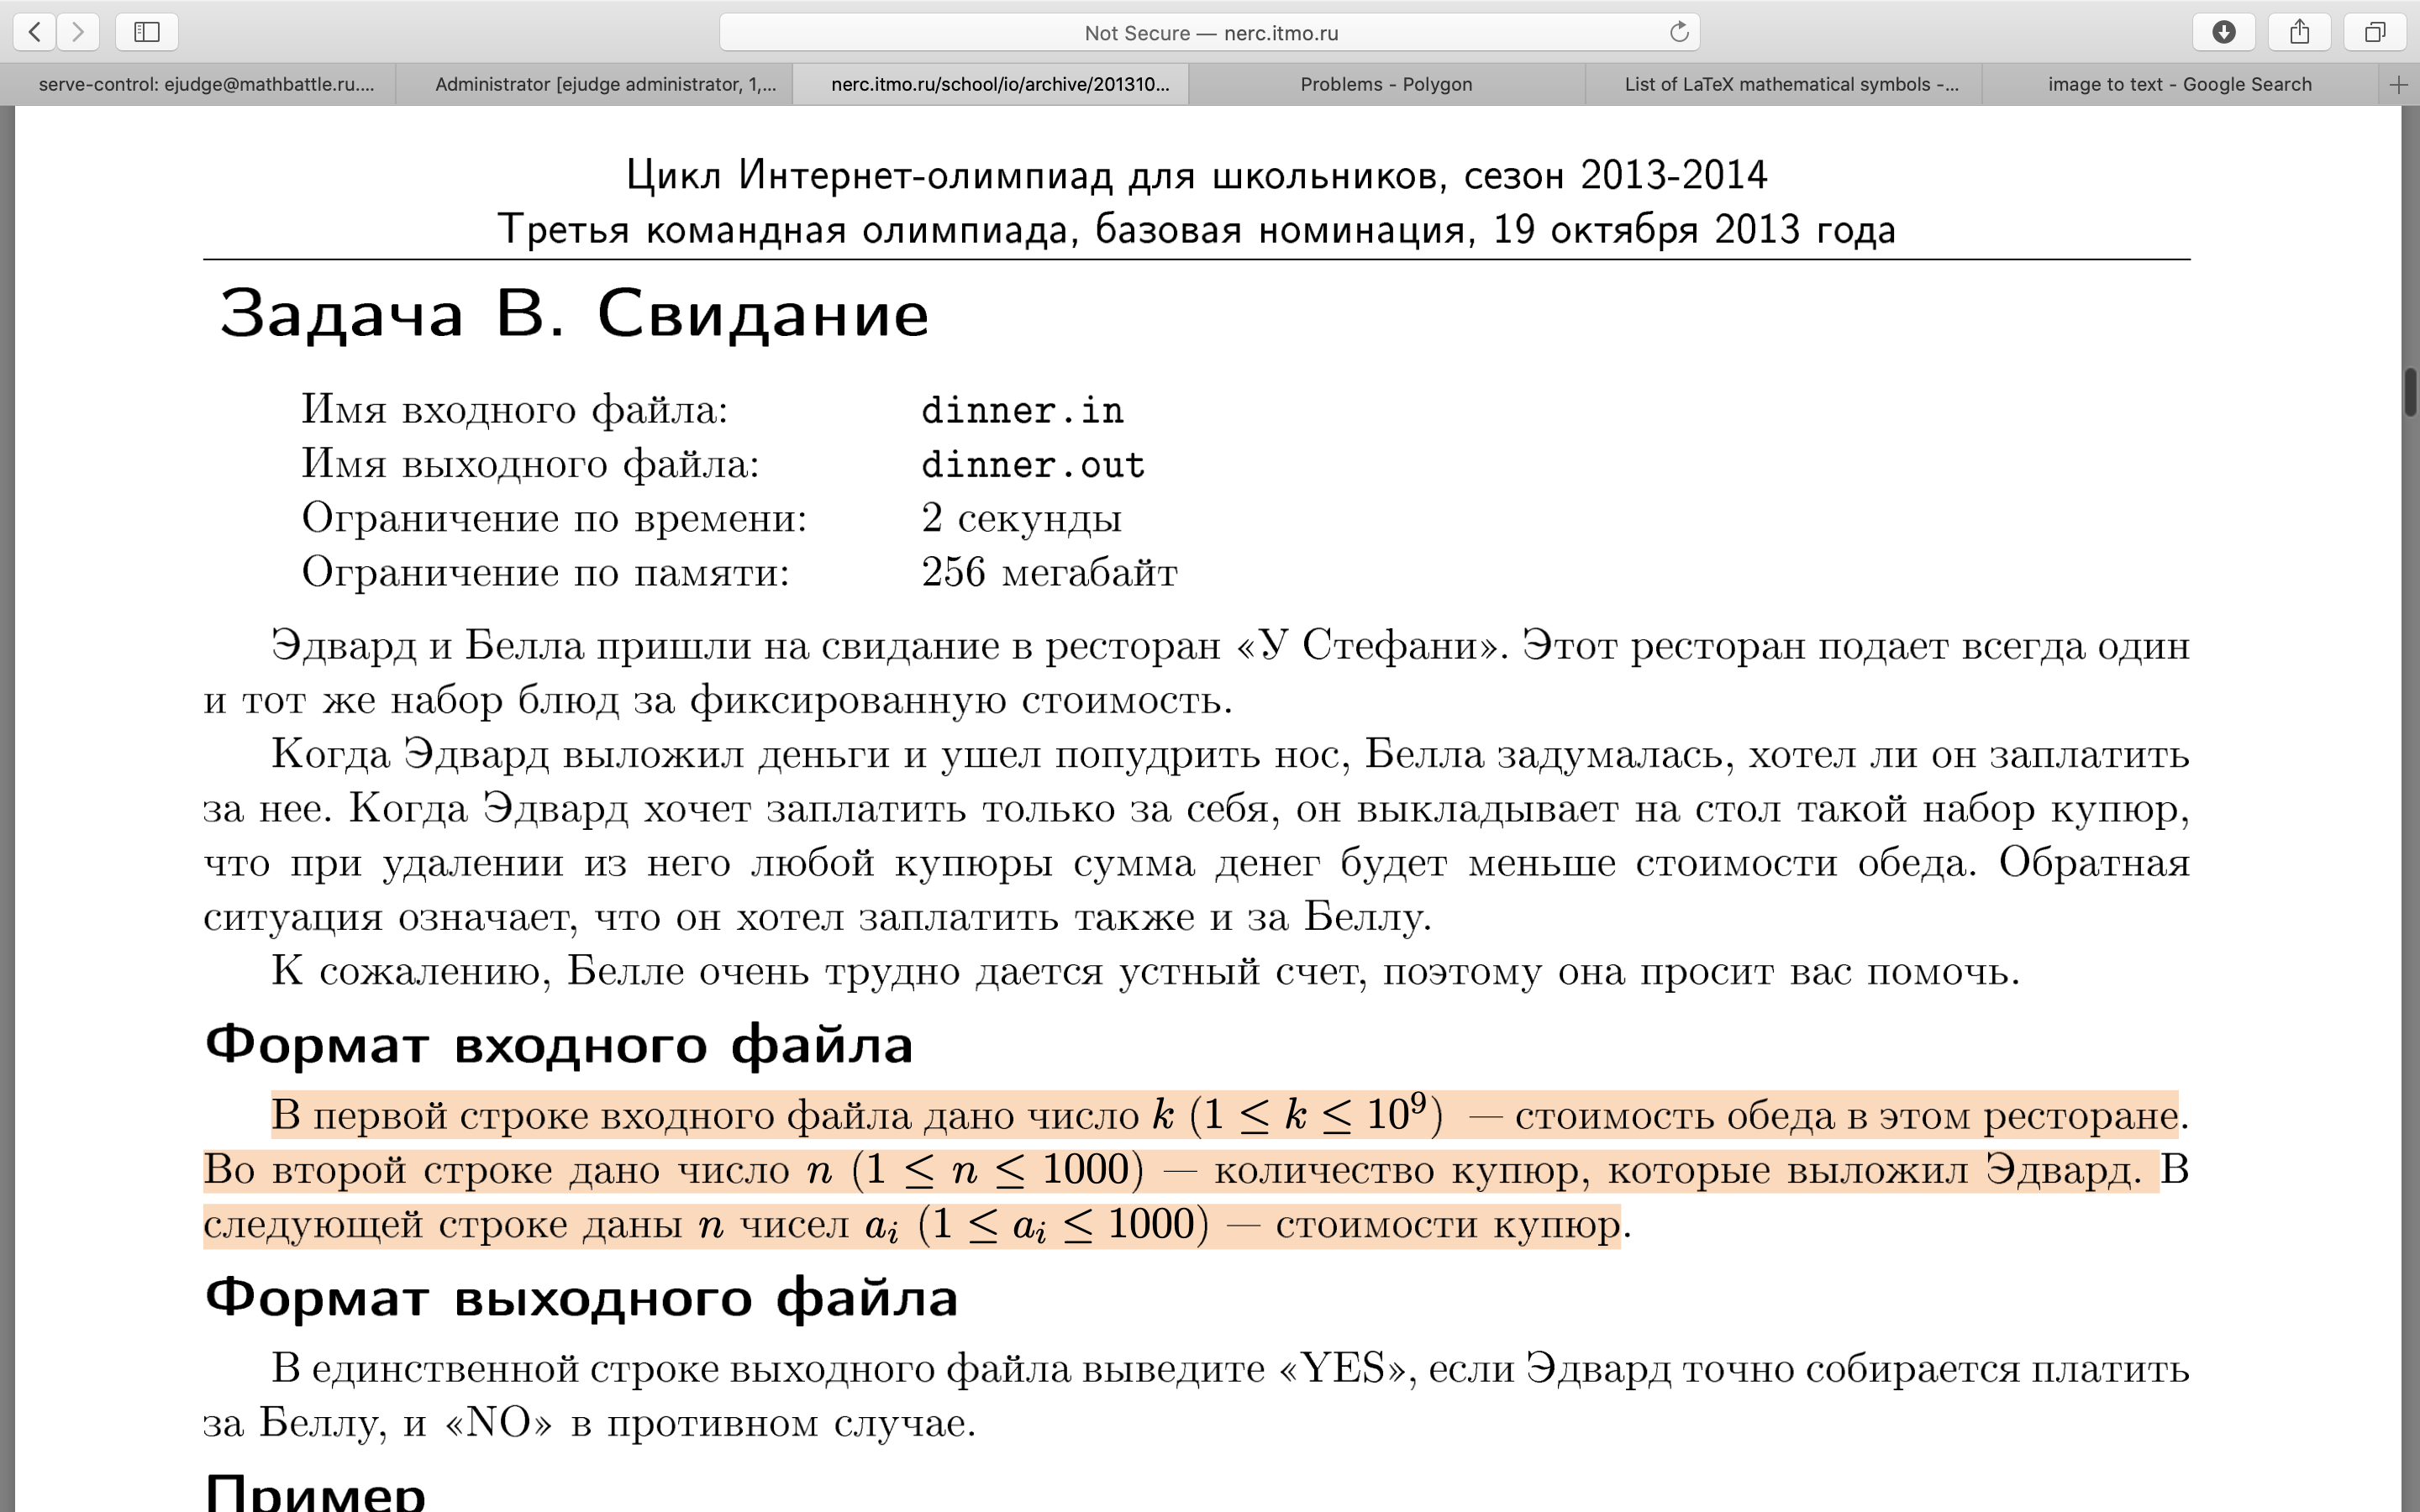 Not Secure — nerc.itmo.ru
serve-control: ejudge@mathbattle.ru....
Administrator [ejudge administrator, 1,...
nerc.itmo.ru/school/io/archive/201310...
Problems - Polygon
List of LaTeX mathematical symbols -...
image to text - Google Search
Цикл Интернет-олимпиад для школьников, сезон 2013-2014
Третья командная олимпиада, базовая номинация, 19 октября 2013 года
Задача B. Свидание
Имя входного файла: dinner.in
Имя выходного файла: dinner.out
Ограничение по времени: 2 секунды
Ограничение по памяти: 256 мегабайт
Эдвард и Белла пришли на свидание в ресторан «У Стефани». Этот ресторан подает всегда один
и тот же набор блюд за фиксированную стоимость.
Когда Эдвард выложил деньги и ушел попудрить нос, Белла задумалась, хотел ли он заплатить
за нее. Когда Эдвард хочет заплатить только за себя, он выкладывает на стол такой набор купюр,
что при удалении из него любой купюры сумма денег будет меньше стоимости обеда. Обратная
ситуация означает, что он хотел заплатить также и за Беллу.
К сожалению, Белле очень трудно дается устный счет, поэтому она просит вас помочь.
Формат входного файла
В первой строке входного файла дано число k (1 ≤ k ≤ 10⁹) — стоимость обеда в этом ресторане.
Во второй строке дано число n (1 ≤ n ≤ 1000) — количество купюр, которые выложил Эдвард. В
следующей строке даны n чисел aᵢ (1 ≤ aᵢ ≤ 1000) — стоимости купюр.
Формат выходного файла
В единственной строке выходного файла выведите «YES», если Эдвард точно собирается платить
за Беллу, и «NO» в противном случае.
Пример